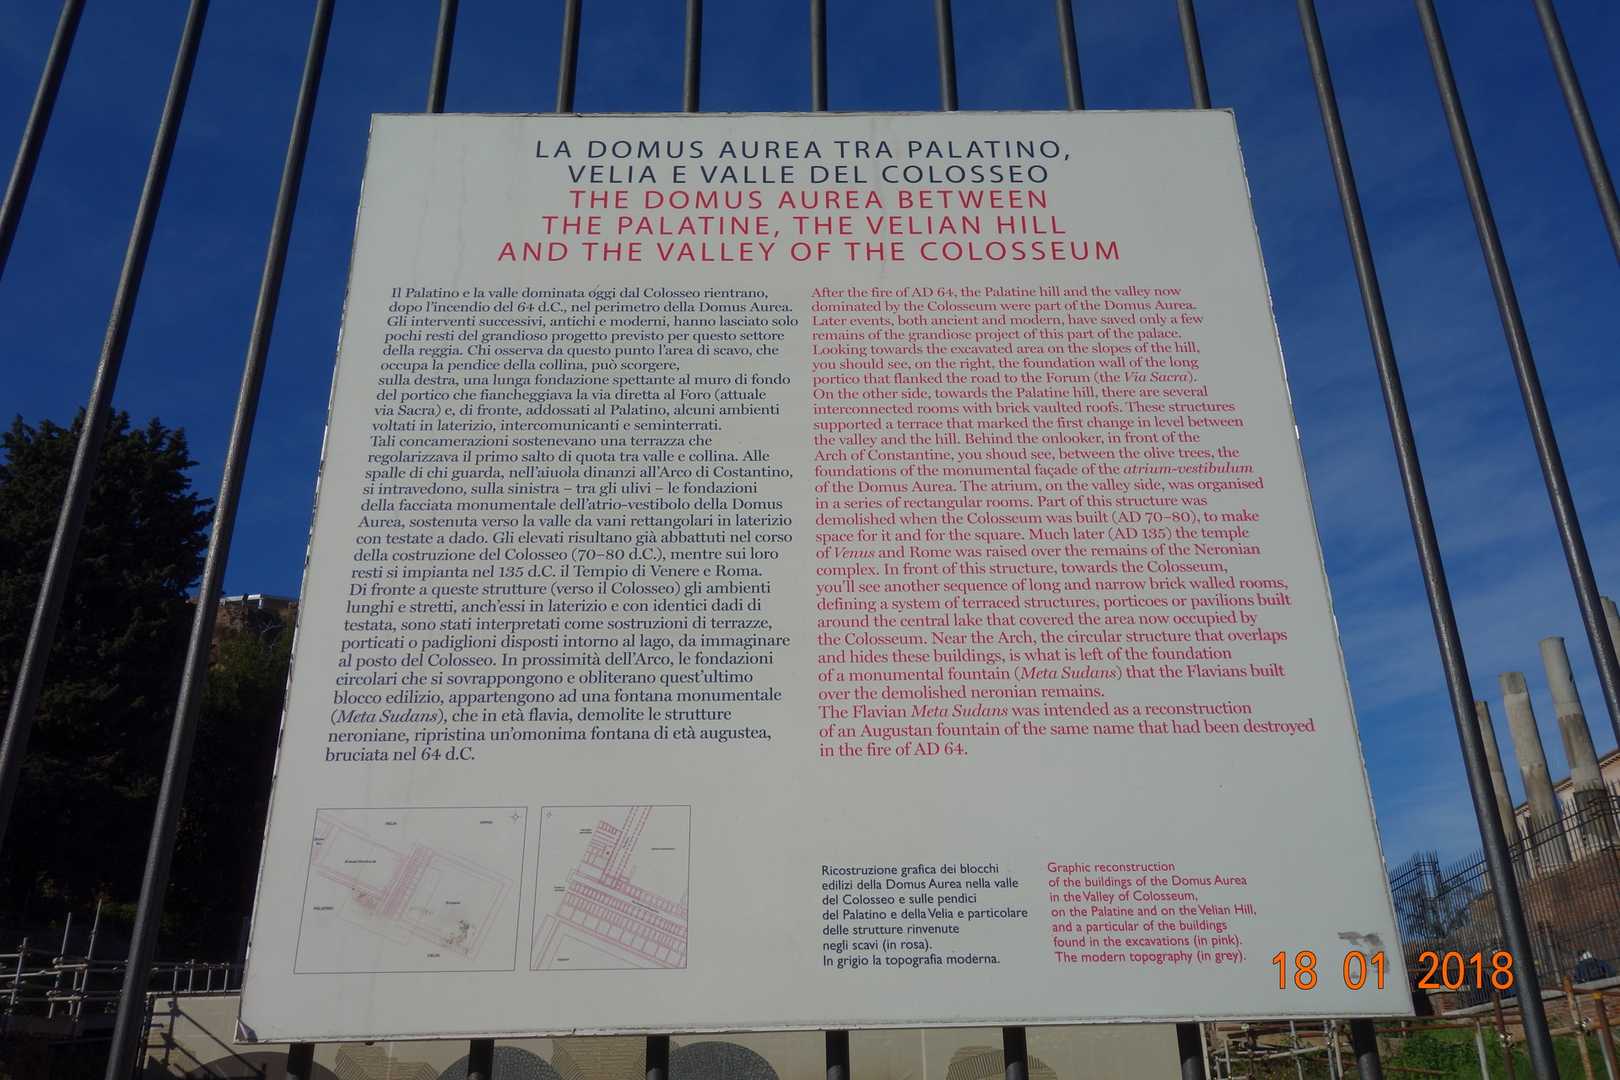 LA DOMUS AUREA TRA PALATINO,
VELIA E VALLE DEL COLOSSEO
THE DOMUS AUREA BETWEEN
THE PALATINE, THE VELIAN HILL
AND THE VALLEY OF THE COLOSSEUM
Il Palatino e la valle dominata oggi dal Colosseo rientrano,
dopo l'incendio del 64 d.C., nel perimetro della Domus Aurea.
Gli interventi successivi, antichi e moderni, hanno lasciato solo
pochi resti del grandioso progetto previsto per questo settore
della reggia. Chi osserva da questo punto l'area di scavo, che
occupa la pendice della collina, può scorgere,
sulla destra, una lunga fondazione spettante al muro di fondo
del portico che fiancheggiava la via diretta al Foro (attuale
via Sacra) e, di fronte, addossati al Palatino, alcuni ambienti
voltati in laterizio, intercomunicanti e seminterrati.
Tali concamerazioni sostenevano una terrazza che
regolarizzava il primo salto di quota tra valle e collina. Alle
spalle di chi guarda, nell'aiuola dinanzi all'Arco di Costantino,
si intravedono, sulla sinistra – tra gli ulivi – le fondazioni
della facciata monumentale dell'atrio-vestibolo della Domus
Aurea, sostenuta verso la valle da vani rettangolari in laterizio
con testate a dado. Gli elevati risultano già abbattuti nel corso
della costruzione del Colosseo (70–80 d.C.), mentre sui loro
resti si impianta nel 135 d.C. il Tempio di Venere e Roma.
Di fronte a queste strutture (verso il Colosseo) gli ambienti
lunghi e stretti, anch'essi in laterizio e con identici dadi di
testata, sono stati interpretati come sostruzioni di terrazze,
porticati o padiglioni disposti intorno al lago, da immaginare
al posto del Colosseo. In prossimità dell'Arco, le fondazioni
circolari che si sovrappongono e obliterano quest'ultimo
blocco edilizio, appartengono ad una fontana monumentale
(Meta Sudans), che in età flavia, demolite le strutture
neroniane, ripristina un'omonima fontana di età augustea,
bruciata nel 64 d.C.
After the fire of AD 64, the Palatine hill and the valley now
dominated by the Colosseum were part of the Domus Aurea.
Later events, both ancient and modern, have saved only a few
remains of the grandiose project of this part of the palace.
Looking towards the excavated area on the slopes of the hill,
you should see, on the right, the foundation wall of the long
portico that flanked the road to the Forum (the Via Sacra).
On the other side, towards the Palatine hill, there are several
interconnected rooms with brick vaulted roofs. These structures
supported a terrace that marked the first change in level between
the valley and the hill. Behind the onlooker, in front of the
Arch of Constantine, you shoud see, between the olive trees, the
foundations of the monumental façade of the atrium-vestibulum
of the Domus Aurea. The atrium, on the valley side, was organised
in a series of rectangular rooms. Part of this structure was
demolished when the Colosseum was built (AD 70–80), to make
space for it and for the square. Much later (AD 135) the temple
of Venus and Rome was raised over the remains of the Neronian
complex. In front of this structure, towards the Colosseum,
you'll see another sequence of long and narrow brick walled rooms,
defining a system of terraced structures, porticoes or pavilions built
around the central lake that covered the area now occupied by
the Colosseum. Near the Arch, the circular structure that overlaps
and hides these buildings, is what is left of the foundation
of a monumental fountain (Meta Sudans) that the Flavians built
over the demolished neronian remains.
The Flavian Meta Sudans was intended as a reconstruction
of an Augustan fountain of the same name that had been destroyed
in the fire of AD 64.
VELIA
PALATINO
VELIA
Ricostruzione grafica dei blocchi
edilizi della Domus Aurea nella valle
del Colosseo e sulle pendici
del Palatino e della Velia e particolare
delle strutture rinvenute
negli scavi (in rosa).
In grigio la topografia moderna.
Graphic reconstruction
of the buildings of the Domus Aurea
in the Valley of Colosseum,
on the Palatine and on the Velian Hill,
and a particular of the buildings
found in the excavations (in pink).
The modern topography (in grey).
18 01 2018